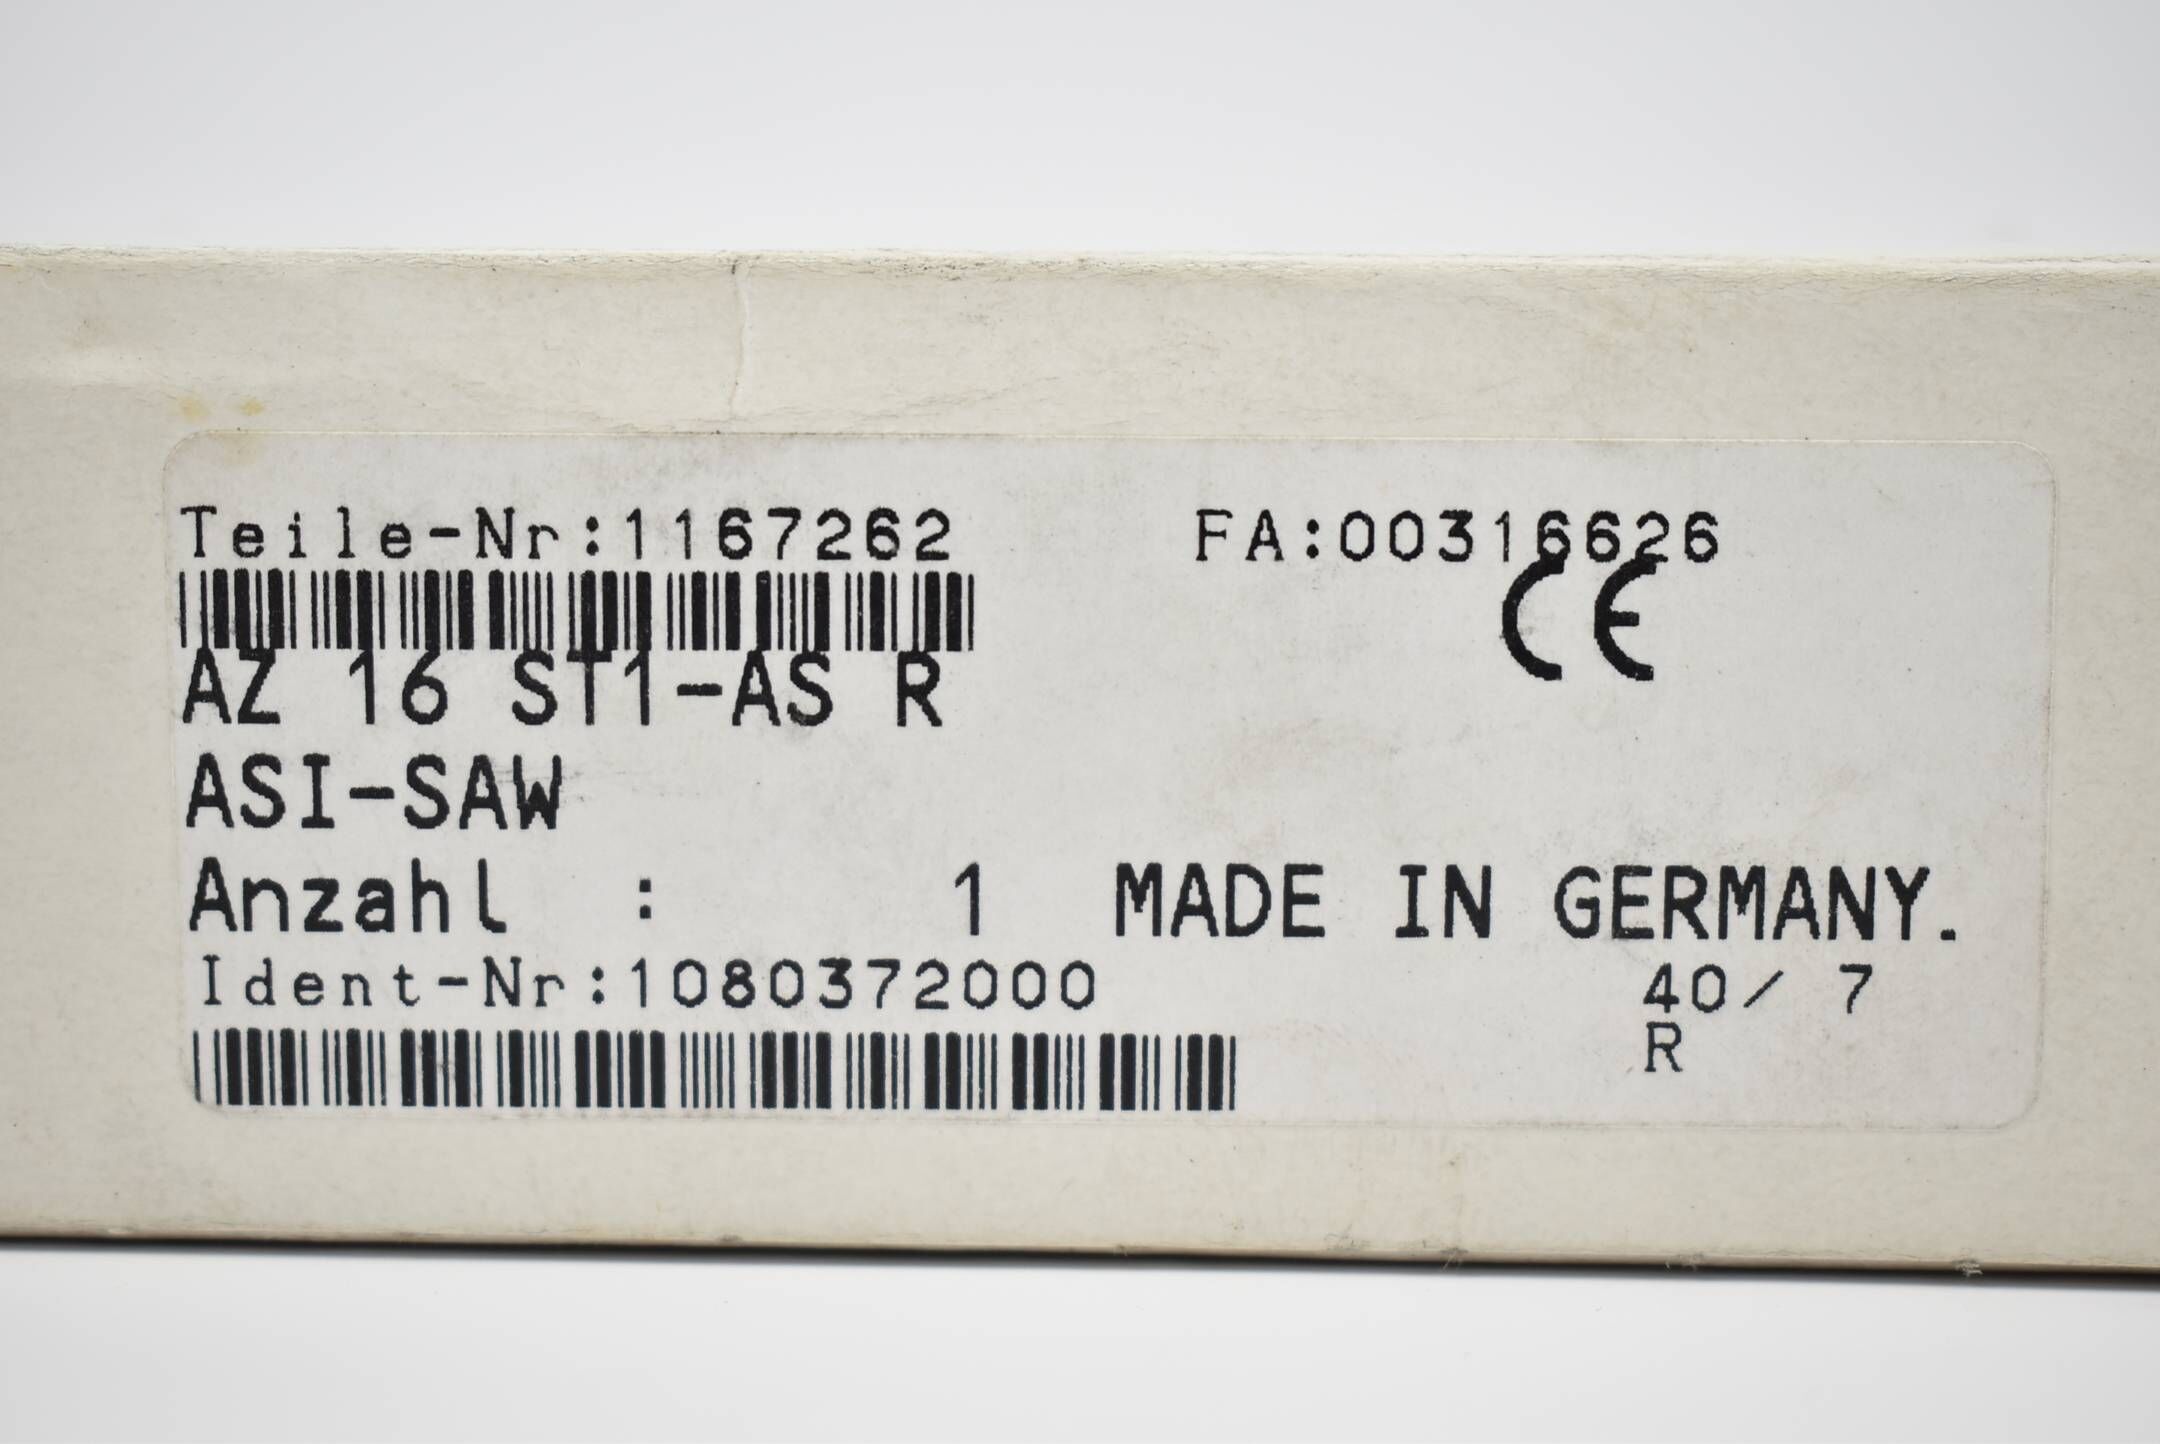 Teile-Nr:1167262 FA:00316626
CE
AZ 16 ST1-AS R
ASI-SAW
Anzahl : 1 MADE IN GERMANY.
Ident-Nr:1080372000 40/ 7
R